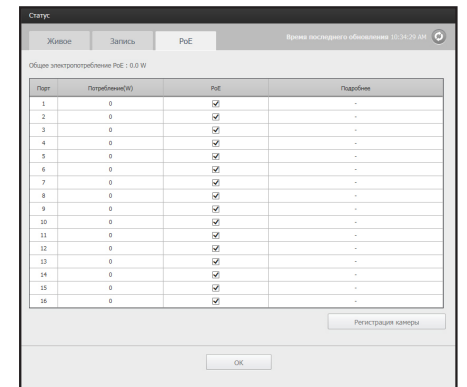 Статус
Живое Запись PoE Время последнего обновления 10:34:29 AM
Общее электропотребление PoE : 0.0 W
Порт Потребление(W) PoE Подробнее
1 0 -
2 0 -
3 0 -
4 0 -
5 0 -
6 0 -
7 0 -
8 0 -
9 0 -
10 0 -
11 0 -
12 0 -
13 0 -
14 0 -
15 0 -
16 0 -
Регистрация камеры
OK